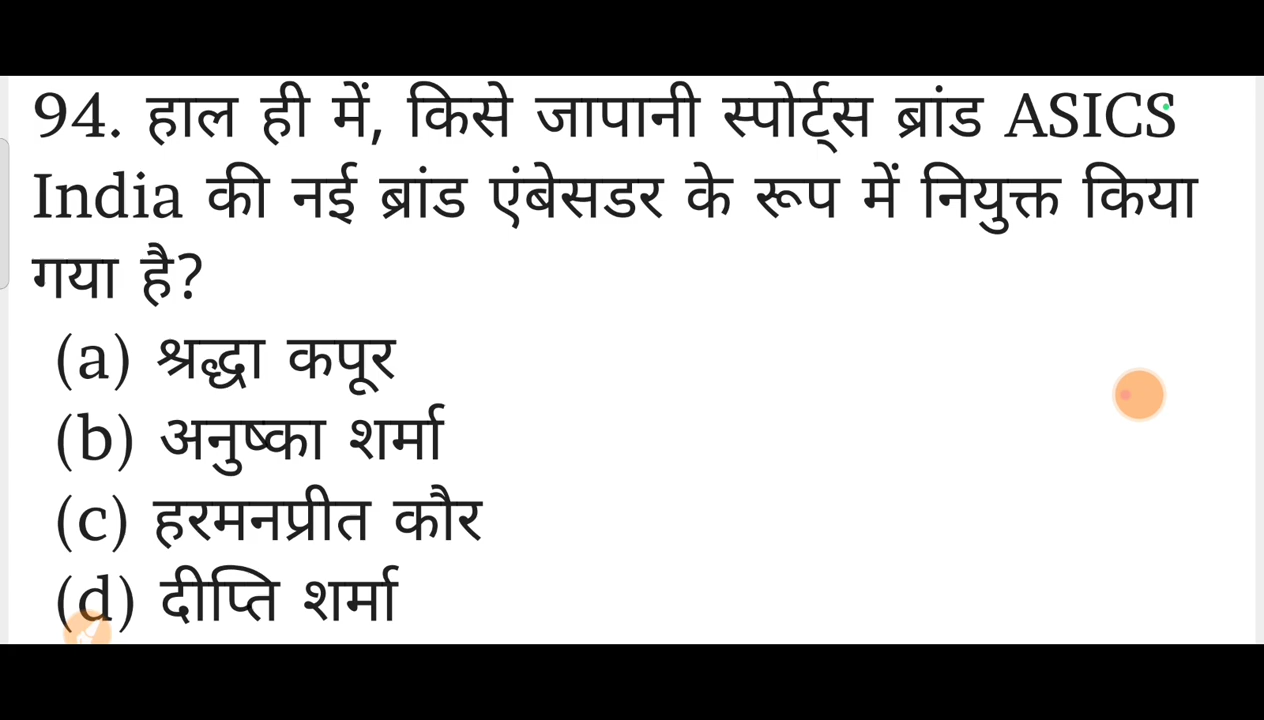 94. हाल ही में, किसे जापानी स्पोर्ट्स ब्रांड ASICS
India की नई ब्रांड एंबेसडर के रूप में नियुक्त किया
गया है?
(a) श्रद्धा कपूर
(b) अनुष्का शर्मा
(c) हरमनप्रीत कौर
(d) दीप्ति शर्मा